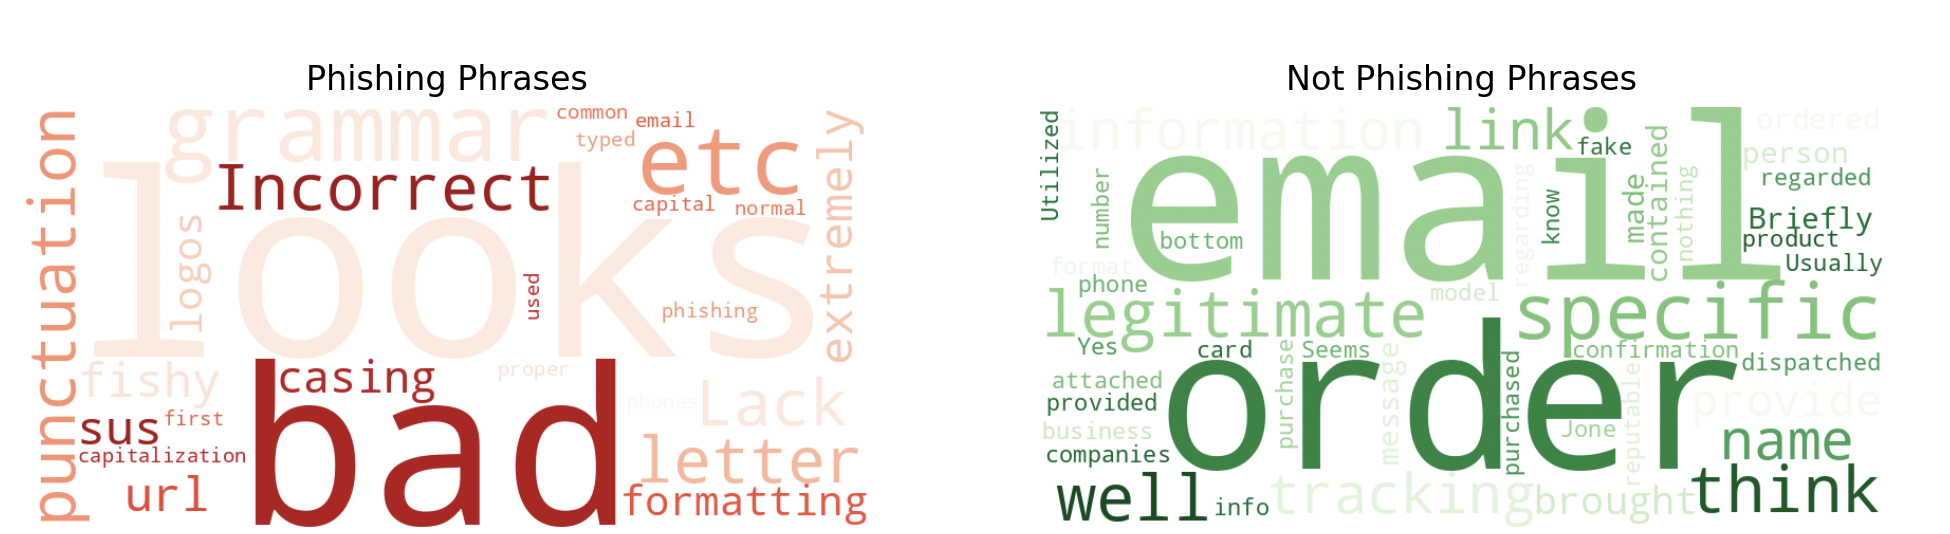 Phishing Phrases
grammar
common
email
typed
etc
extremely
punctuation
Incorrect
looks
logos
capital
normal
used
phishing
fishy
casing
proper
phones
Lack
sus
first
bad
capitalization
letter
url
formatting
Not Phishing Phrases
Utilized
information
link
fake
ordered
email
person
regarded
number
regarding
know
made
contained
nothing
Briefly
bottom
product
format
Usually
phone
model
legitimate
specific
Yes
card
purchase
Seems
confirmation
dispatched
attached
order
message
purchased
provided
provide
business
Jone
reputable
name
companies
well
info
tracking
brought
think